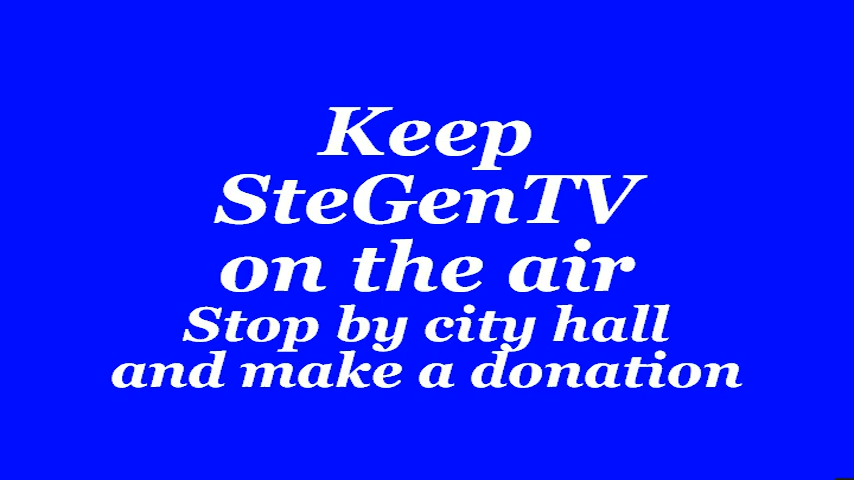 Keep
SteGenTV
on the air
Stop by city hall
and make a donation